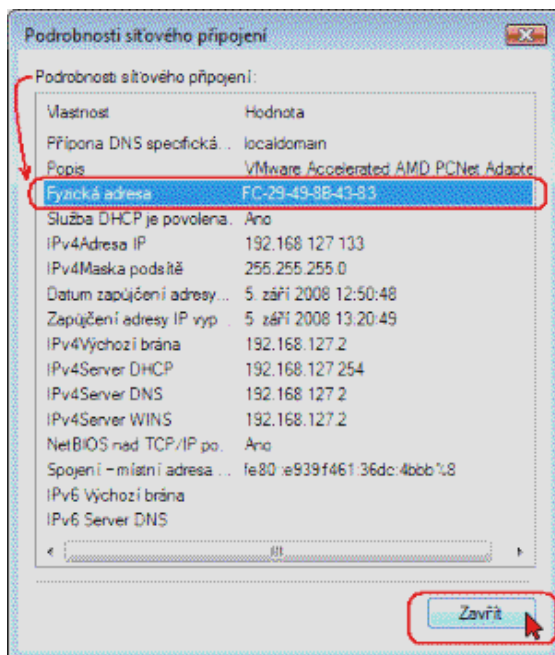 Podrobnosti síťového připojení
Podrobnosti síťového připojení:
Vlastnost Hodnota
Přípona DNS specifická... localdomain
Popis VMware Accelerated AMD PCNet Adapte
Fyzická adresa FC-29-49-8B-43-83
Služba DHCP je povolena. Ano
IPv4Adresa IP 192.168.127.133
IPv4Maska podsítě 255.255.255.0
Datum zapůjčení adresy... 5. září 2008 12:50:48
Zapůjčení adresy IP vyp... 5. září 2008 13:20:49
IPv4Výchozí brána 192.168.127.2
IPv4Server DHCP 192.168.127.254
IPv4Server DNS 192.168.127.2
IPv4Server WINS 192.168.127.2
NetBIOS nad TCP/IP po. Ano
Spojení – místní adresa ... fe80::e939:f461:36dc:4bbb%8
IPv6 Výchozí brána
IPv6 Server DNS
Zavřít